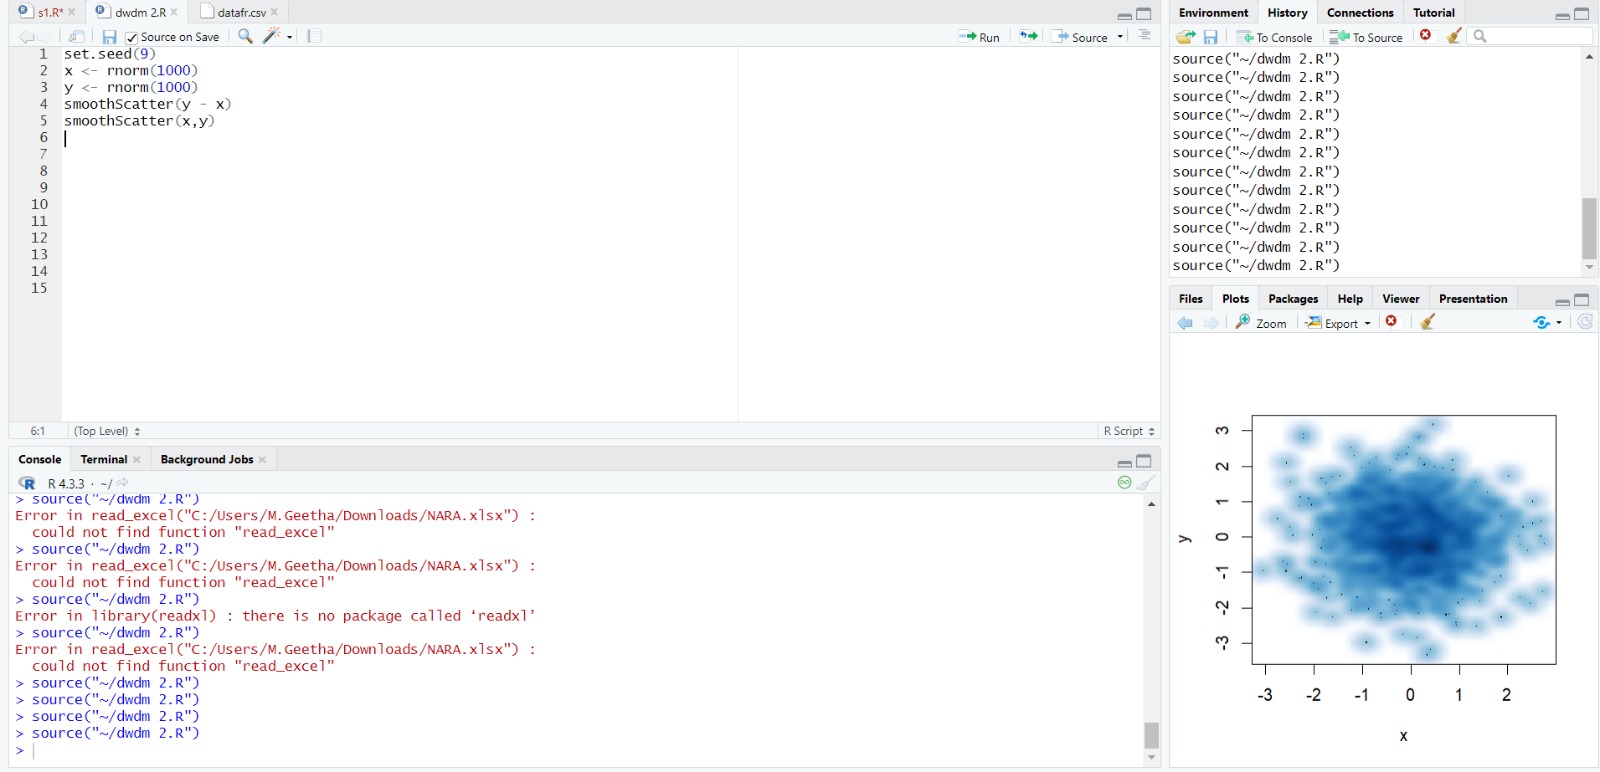 s1.R*
dwdm 2.R
datafr.csv
Source on Save
Run
Source
1 set.seed(9)
2 x <- rnorm(1000)
3 y <- rnorm(1000)
4 smoothScatter(y ~ x)
5 smoothScatter(x,y)
6
7
8
9
10
11
12
13
14
15
6:1 (Top Level)
R Script
Console Terminal Background Jobs
R 4.3.3 · ~/
> source("~/dwdm 2.R")
Error in read_excel("C:/Users/M.Geetha/Downloads/NARA.xlsx") :
could not find function "read_excel"
> source("~/dwdm 2.R")
Error in read_excel("C:/Users/M.Geetha/Downloads/NARA.xlsx") :
could not find function "read_excel"
> source("~/dwdm 2.R")
Error in library(readxl) : there is no package called ‘readxl’
> source("~/dwdm 2.R")
Error in read_excel("C:/Users/M.Geetha/Downloads/NARA.xlsx") :
could not find function "read_excel"
> source("~/dwdm 2.R")
> source("~/dwdm 2.R")
> source("~/dwdm 2.R")
> source("~/dwdm 2.R")
>
Environment History Connections Tutorial
To Console To Source
source("~/dwdm 2.R")
source("~/dwdm 2.R")
source("~/dwdm 2.R")
source("~/dwdm 2.R")
source("~/dwdm 2.R")
source("~/dwdm 2.R")
source("~/dwdm 2.R")
source("~/dwdm 2.R")
source("~/dwdm 2.R")
source("~/dwdm 2.R")
source("~/dwdm 2.R")
source("~/dwdm 2.R")
Files Plots Packages Help Viewer Presentation
Zoom Export
3
2
1
0
-1
-2
-3
y
-3 -2 -1 0 1 2
x